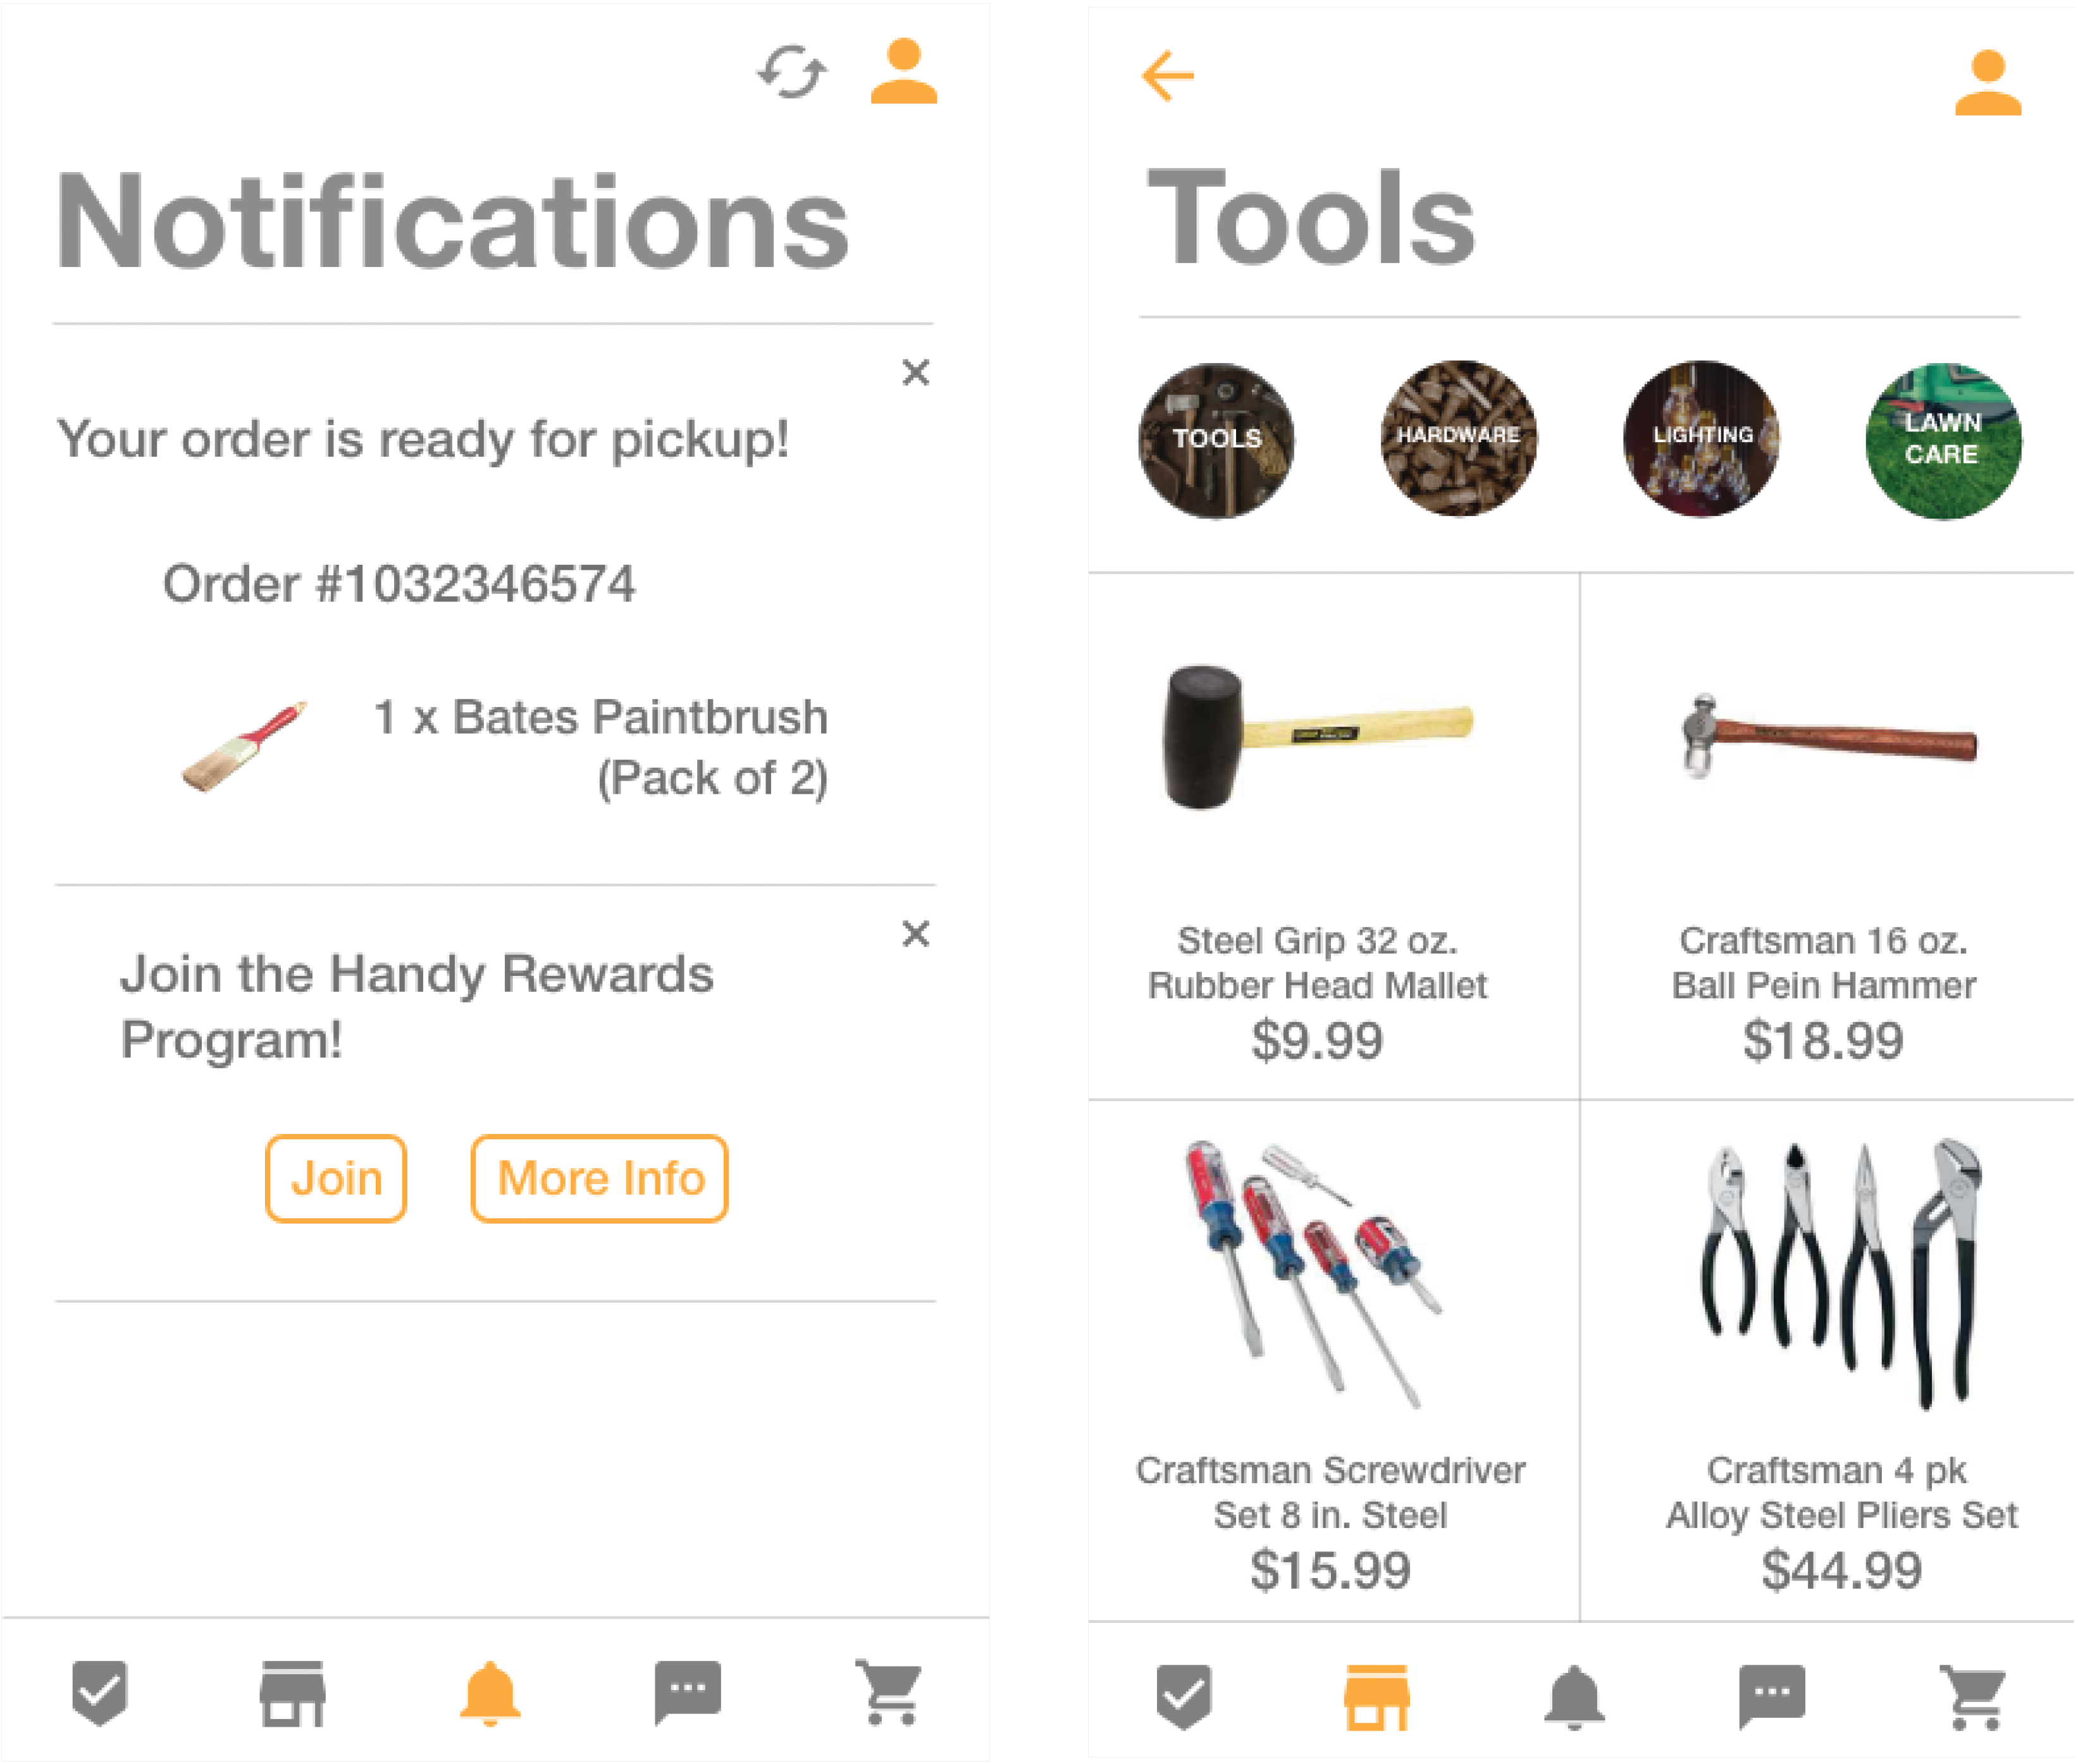 Notifications
Your order is ready for pickup!
Order #1032346574
1 x Bates Paintbrush
(Pack of 2)
Join the Handy Rewards
Program!
Join
More Info
Tools
TOOLS
HARDWARE
LIGHTING
LAWN
CARE
Steel Grip 32 oz.
Rubber Head Mallet
$9.99
Craftsman 16 oz.
Ball Pein Hammer
$18.99
Craftsman Screwdriver
Set 8 in. Steel
$15.99
Craftsman 4 pk
Alloy Steel Pliers Set
$44.99